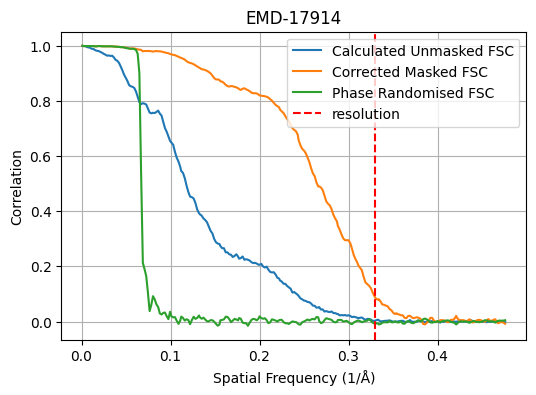 EMD-17914
Calculated Unmasked FSC
Corrected Masked FSC
Phase Randomised FSC
resolution
Correlation
1.0
0.8
0.6
0.4
0.2
0.0
0.0 0.1 0.2 0.3 0.4
Spatial Frequency (1/Å)